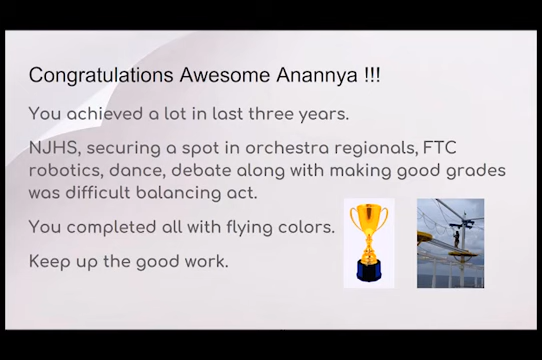 Congratulations Awesome Anannya !!!
You achieved a lot in last three years.
NJHS, securing a spot in orchestra regionals, FTC
robotics, dance, debate along with making good grades
was difficult balancing act.
You completed all with flying colors.
Keep up the good work.